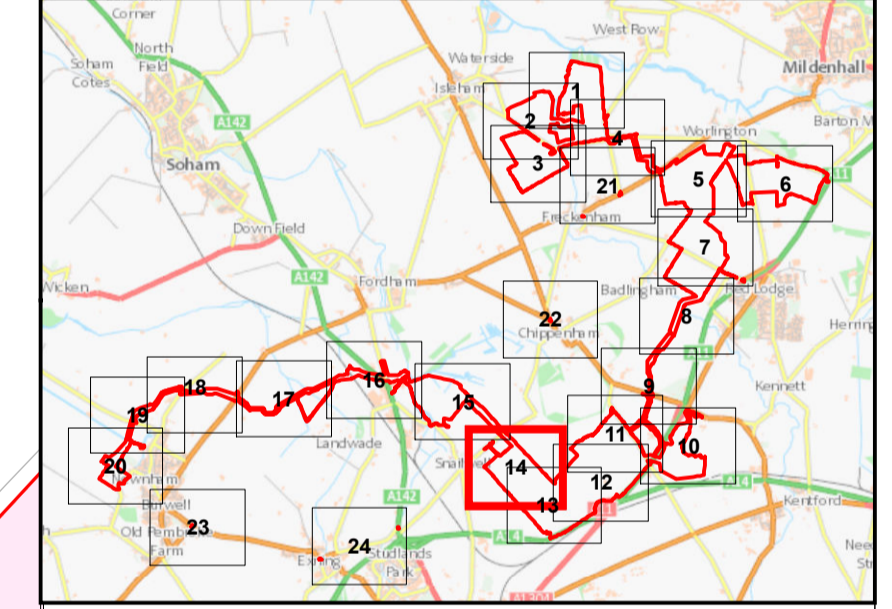 Corner
North
Field
Soham
Cotes
West Row
Waterside
Isleham
Mildenhall
A142
1
2
4
3
Worlington
Barton M
Soham
5
6
11
21
Freckenham
Down Field
7
A142
Wicken
Fordham
Badlingham
Red Lodge
8
22
Chippenham
Herring
A11
16
18
9
Kennett
17
15
19
11
10
Landwade
Snailwell
14
20
Newnham
12
A14
A142
13
Kentford
Burwell
23
Old Pembroke
Farm
A14
24
Studlands
Park
Exning
Nee
A1304